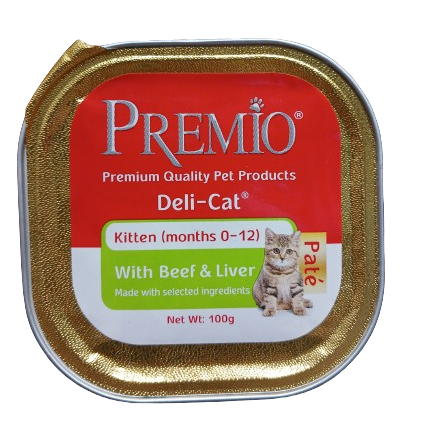 PREMIO®
Premium Quality Pet Products
Deli-Cat®
Kitten (months 0-12)
With Beef & Liver
Made with selected ingredients
Paté
Net Wt: 100g